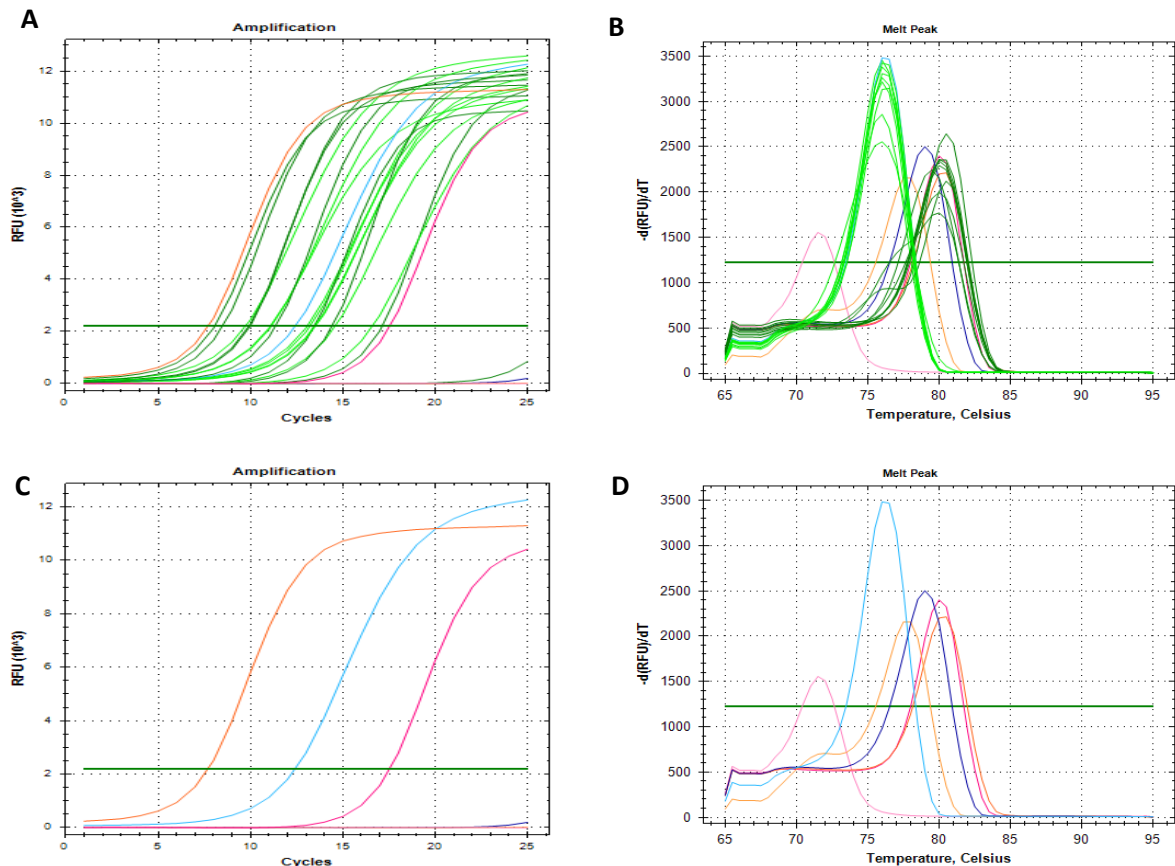 A
Amplification
RFU (10^3)
12
10
8
6
4
2
0
0 5 10 15 20 25
Cycles
B
Melt Peak
-d(RFU)/dT
3500
3000
2500
2000
1500
1000
500
0
65 70 75 80 85 90 95
Temperature, Celsius
C
Amplification
RFU (10^3)
12
10
8
6
4
2
0
0 5 10 15 20 25
Cycles
D
Melt Peak
-d(RFU)/dT
3500
3000
2500
2000
1500
1000
500
0
65 70 75 80 85 90 95
Temperature, Celsius